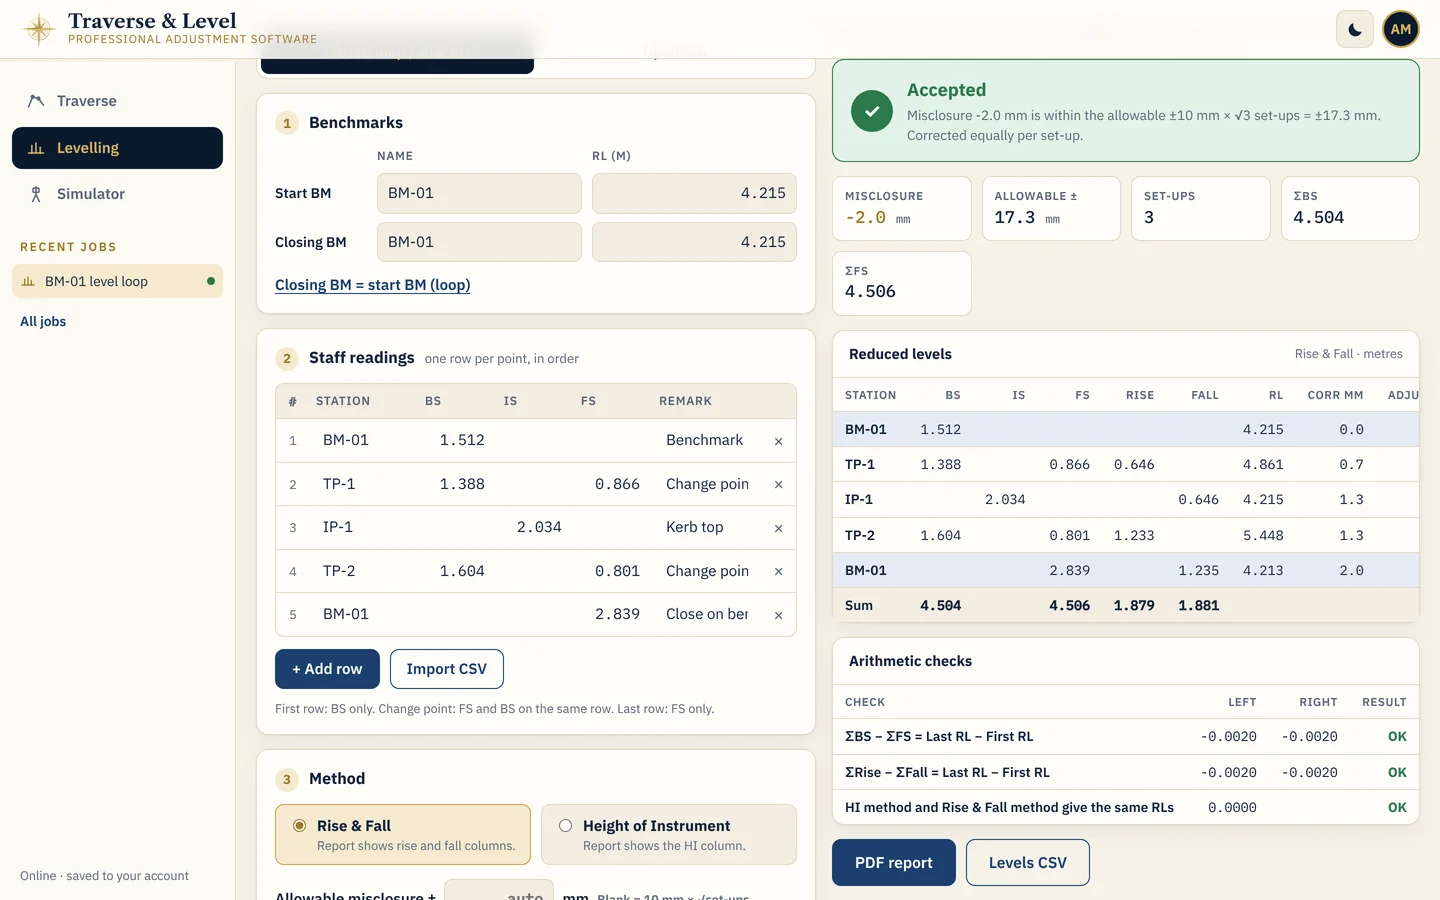 Traverse & Level
PROFESSIONAL ADJUSTMENT SOFTWARE
AM
Traverse
Levelling
Simulator
RECENT JOBS
BM-01 level loop
All jobs
Online · saved to your account
1 Benchmarks
NAME RL (M)
Start BM BM-01 4.215
Closing BM BM-01 4.215
Closing BM = start BM (loop)
2 Staff readings one row per point, in order
# STATION BS IS FS REMARK
1 BM-01 1.512 Benchmark ×
2 TP-1 1.388 0.866 Change poin ×
3 IP-1 2.034 Kerb top ×
4 TP-2 1.604 0.801 Change poin ×
5 BM-01 2.839 Close on ber ×
+ Add row Import CSV
First row: BS only. Change point: FS and BS on the same row. Last row: FS only.
3 Method
Rise & Fall
Report shows rise and fall columns.
Height of Instrument
Report shows the HI column.
Allowable misclosure ± auto mm Blank = 10 mm × √set-ups
Accepted
Misclosure -2.0 mm is within the allowable ±10 mm × √3 set-ups = ±17.3 mm.
Corrected equally per set-up.
MISCLOSURE
-2.0 mm
ALLOWABLE ±
17.3 mm
SET-UPS
3
ΣBS
4.504
ΣFS
4.506
Reduced levels Rise & Fall · metres
STATION BS IS FS RISE FALL RL CORR MM ADJU
BM-01 1.512 4.215 0.0
TP-1 1.388 0.866 0.646 4.861 0.7
IP-1 2.034 0.646 4.215 1.3
TP-2 1.604 0.801 1.233 5.448 1.3
BM-01 2.839 1.235 4.213 2.0
Sum 4.504 4.506 1.879 1.881
Arithmetic checks
CHECK LEFT RIGHT RESULT
ΣBS − ΣFS = Last RL − First RL -0.0020 -0.0020 OK
ΣRise − ΣFall = Last RL − First RL -0.0020 -0.0020 OK
HI method and Rise & Fall method give the same RLs 0.0000 OK
PDF report Levels CSV